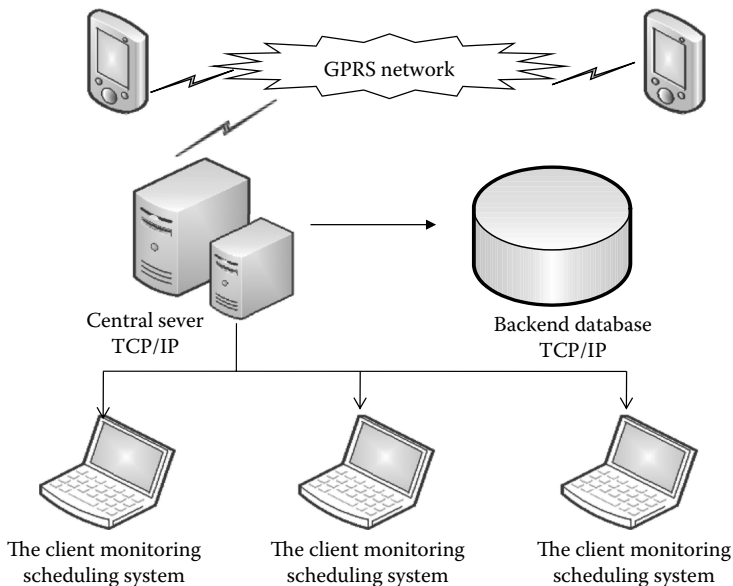 GPRS network
Central sever
TCP/IP
Backend database
TCP/IP
The client monitoring
scheduling system
The client monitoring
scheduling system
The client monitoring
scheduling system